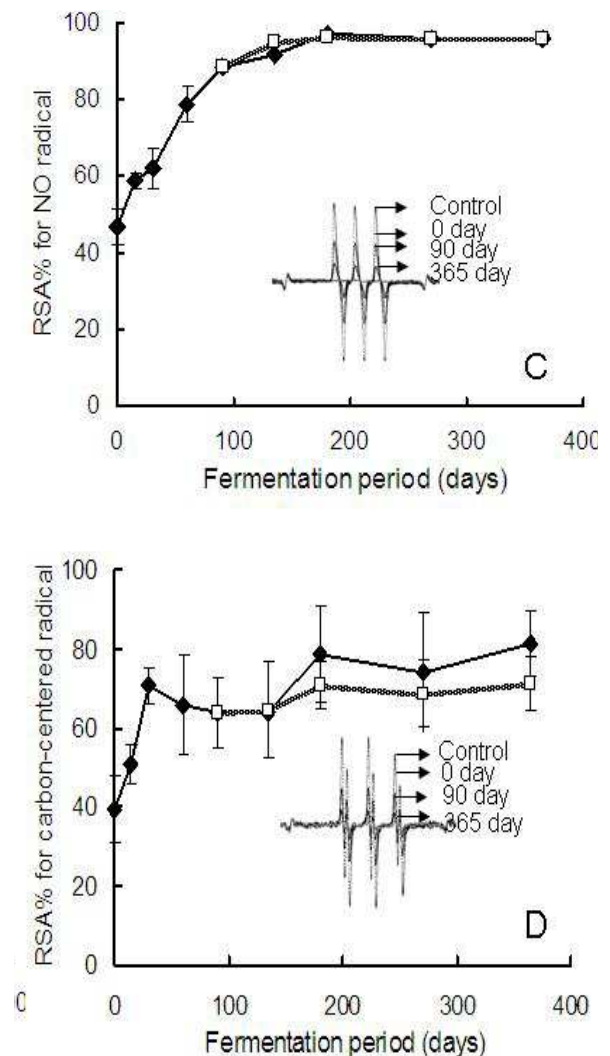 100
80
60
40
20
0
RSA% for NO radical
Control
0 day
90 day
365 day
C
0 100 200 300 400
Fermentation period (days)
100
80
60
40
20
0
RSA% for carbon-centered radical
Control
0 day
90 day
365 day
D
0 0 100 200 300 400
Fermentation period (days)